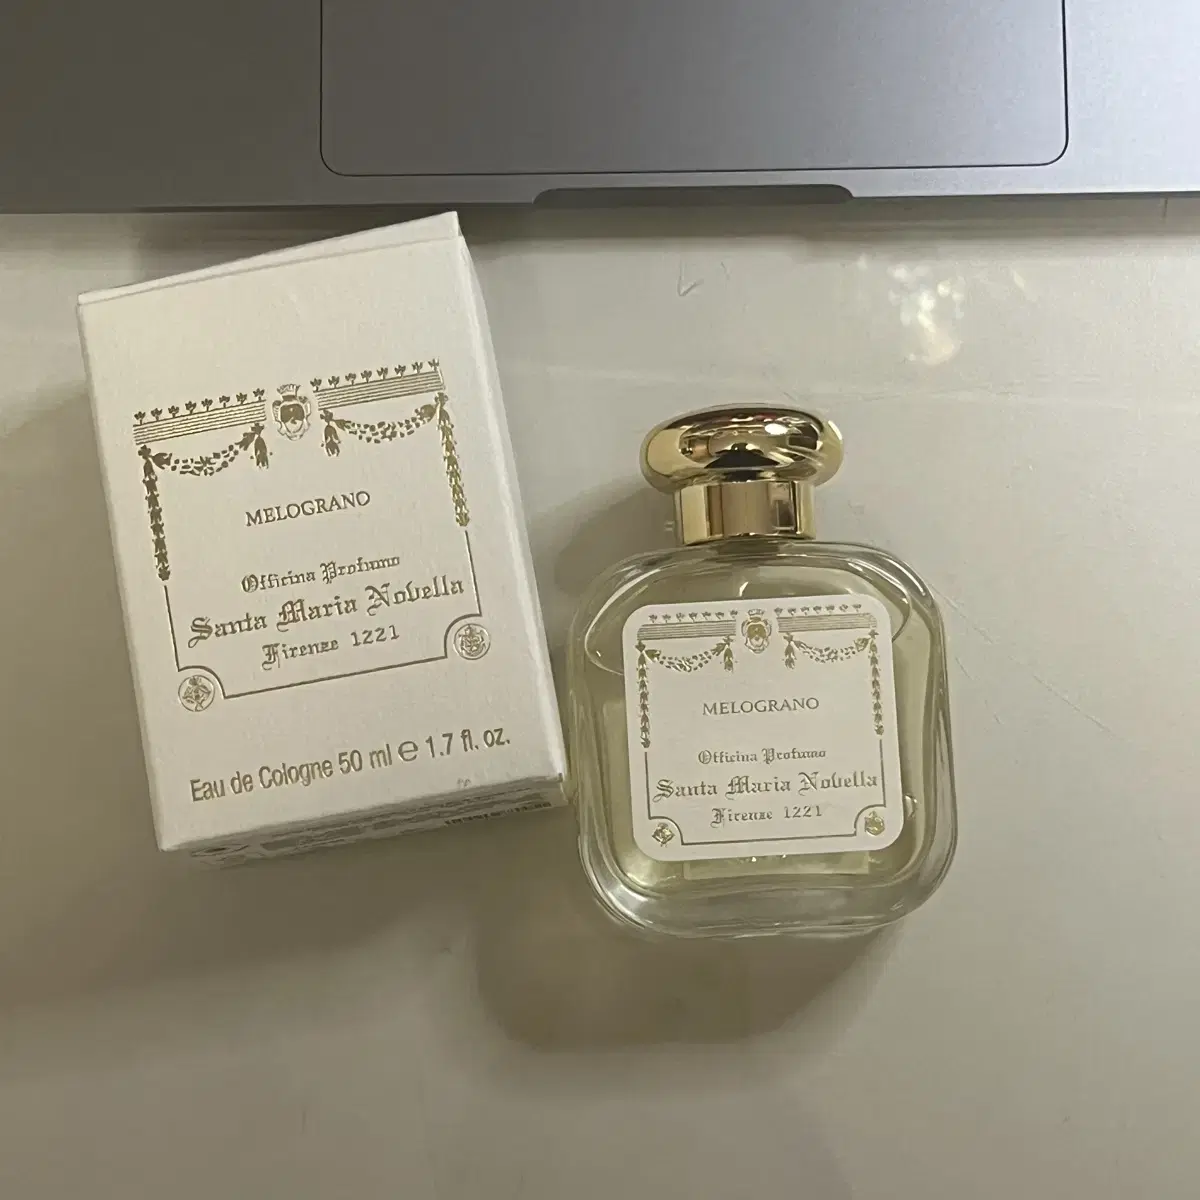 MELOGRANO
Officina Profumo
Santa Maria Novella
Firenze 1221
Eau de Cologne 50 ml ℮ 1.7 fl. oz.
MELOGRANO
Officina Profumo
Santa Maria Novella
Firenze 1221